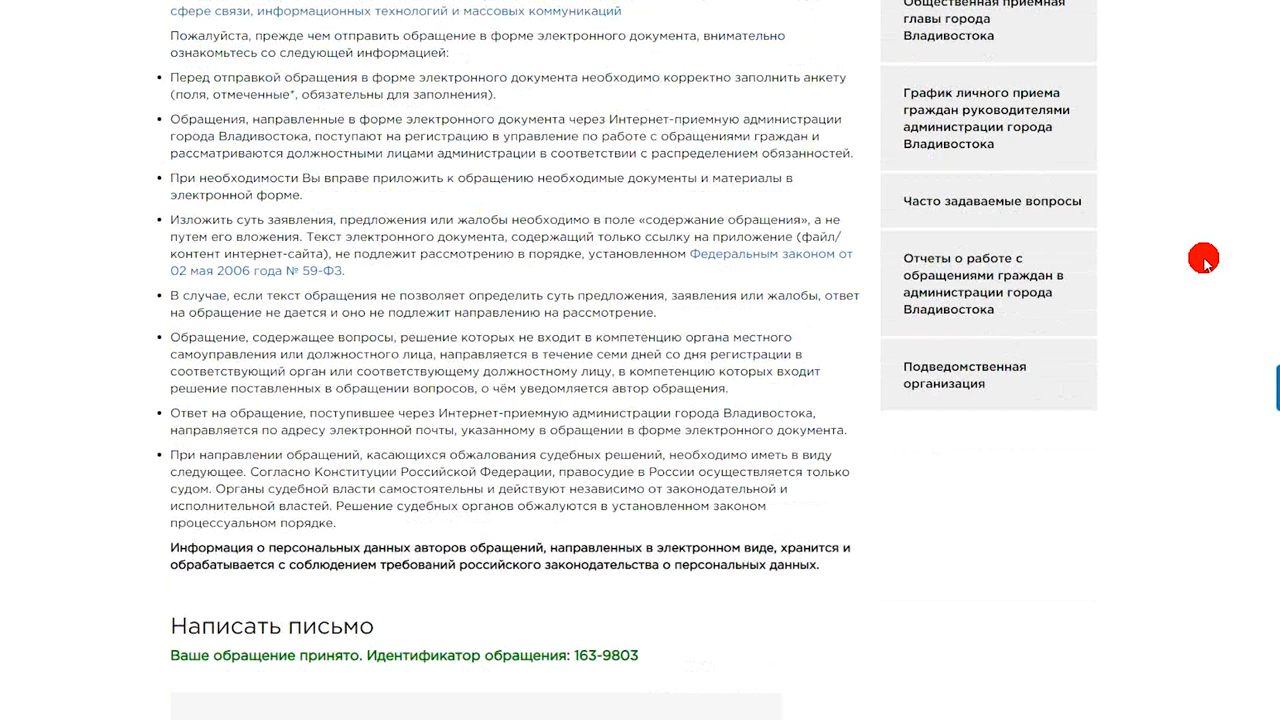 сфере связи, информационных технологий и массовых коммуникаций
Пожалуйста, прежде чем отправить обращение в форме электронного документа, внимательно
ознакомьтесь со следующей информацией:
• Перед отправкой обращения в форме электронного документа необходимо корректно заполнить анкету
(поля, отмеченные*, обязательны для заполнения).
• Обращения, направленные в форме электронного документа через Интернет-приемную администрации
города Владивостока, поступают на регистрацию в управление по работе с обращениями граждан и
рассматриваются должностными лицами администрации в соответствии с распределением обязанностей.
• При необходимости Вы вправе приложить к обращению необходимые документы и материалы в
электронной форме.
• Изложить суть заявления, предложения или жалобы необходимо в поле «содержание обращения», а не
путем его вложения. Текст электронного документа, содержащий только ссылку на приложение (файл/
контент интернет-сайта), не подлежит рассмотрению в порядке, установленном Федеральным законом от
02 мая 2006 года № 59-ФЗ.
• В случае, если текст обращения не позволяет определить суть предложения, заявления или жалобы, ответ
на обращение не дается и оно не подлежит направлению на рассмотрение.
• Обращение, содержащее вопросы, решение которых не входит в компетенцию органа местного
самоуправления или должностного лица, направляется в течение семи дней со дня регистрации в
соответствующий орган или соответствующему должностному лицу, в компетенцию которых входит
решение поставленных в обращении вопросов, о чём уведомляется автор обращения.
• Ответ на обращение, поступившее через Интернет-приемную администрации города Владивостока,
направляется по адресу электронной почты, указанному в обращении в форме электронного документа.
• При направлении обращений, касающихся обжалования судебных решений, необходимо иметь в виду
следующее. Согласно Конституции Российской Федерации, правосудие в России осуществляется только
судом. Органы судебной власти самостоятельны и действуют независимо от законодательной и
исполнительной властей. Решение судебных органов обжалуются в установленном законом
процессуальном порядке.
Информация о персональных данных авторов обращений, направленных в электронном виде, хранится и
обрабатывается с соблюдением требований российского законодательства о персональных данных.
Написать письмо
Ваше обращение принято. Идентификатор обращения: 163-9803
Общественная приемная
главы города
Владивостока
График личного приема
граждан руководителями
администрации города
Владивостока
Часто задаваемые вопросы
Отчеты о работе с
обращениями граждан в
администрации города
Владивостока
Подведомственная
организация